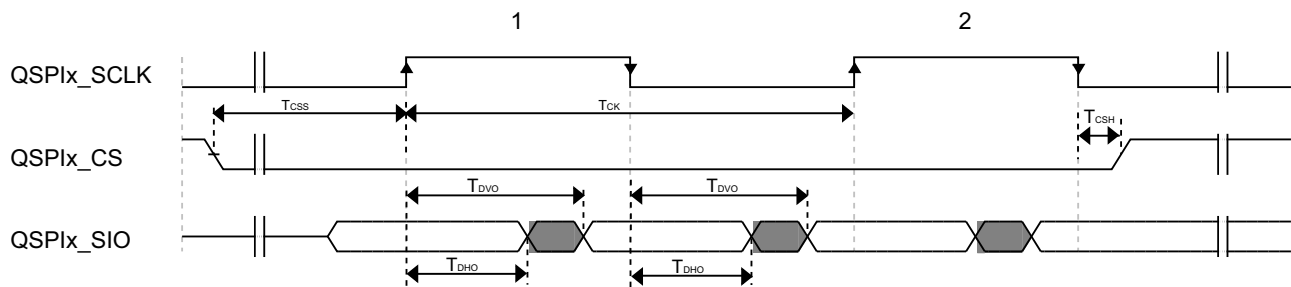 1 2
QSPIx_SCLK
TCSS TCK
TCSH
QSPIx_CS
TDVO TDVO
QSPIx_SIO
TDHO TDHO